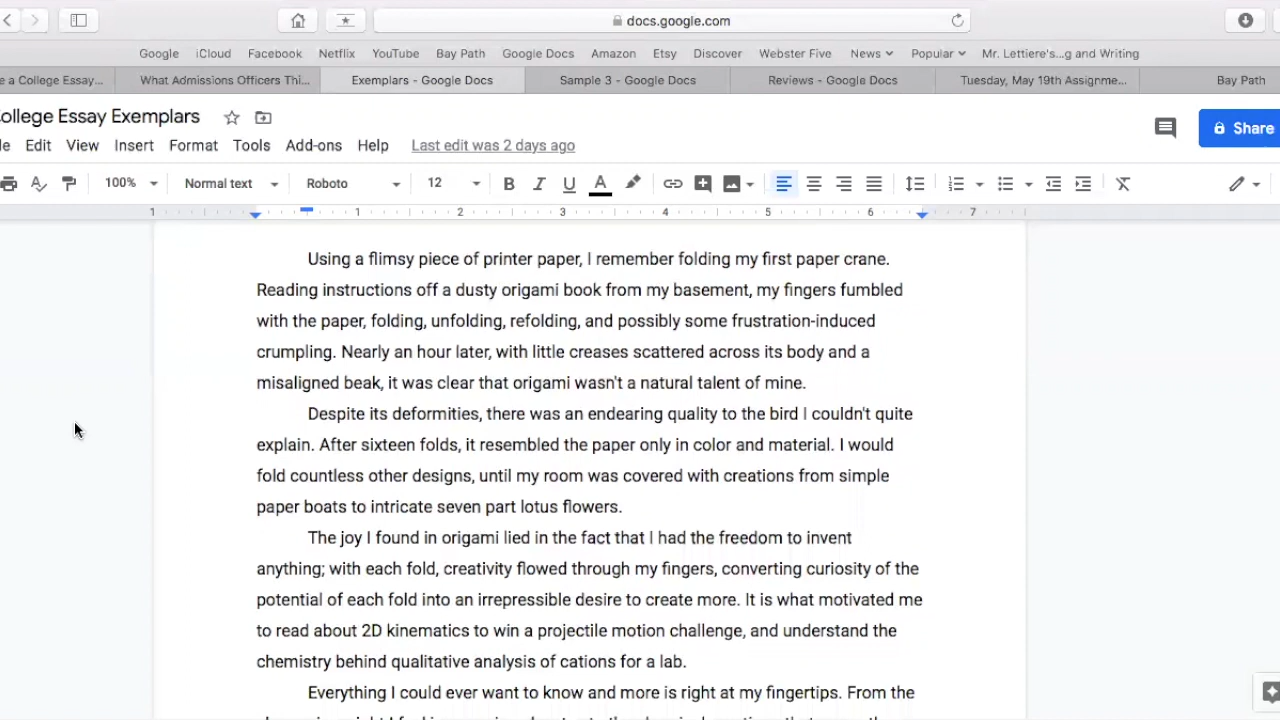 docs.google.com
Google iCloud Facebook Netflix YouTube Bay Path Google Docs Amazon Etsy Discover Webster Five News Popular Mr. Lettiere's...g and Writing
e a College Essay... What Admissions Officers Thi... Exemplars - Google Docs Sample 3 - Google Docs Reviews - Google Docs Tuesday, May 19th Assignme... Bay Path
ollege Essay Exemplars
Share
le Edit View Insert Format Tools Add-ons Help Last edit was 2 days ago
100% Normal text Roboto 12 B I U A
1 1 2 3 4 5 6 7
Using a flimsy piece of printer paper, I remember folding my first paper crane.
Reading instructions off a dusty origami book from my basement, my fingers fumbled
with the paper, folding, unfolding, refolding, and possibly some frustration-induced
crumpling. Nearly an hour later, with little creases scattered across its body and a
misaligned beak, it was clear that origami wasn't a natural talent of mine.
Despite its deformities, there was an endearing quality to the bird I couldn't quite
explain. After sixteen folds, it resembled the paper only in color and material. I would
fold countless other designs, until my room was covered with creations from simple
paper boats to intricate seven part lotus flowers.
The joy I found in origami lied in the fact that I had the freedom to invent
anything; with each fold, creativity flowed through my fingers, converting curiosity of the
potential of each fold into an irrepressible desire to create more. It is what motivated me
to read about 2D kinematics to win a projectile motion challenge, and understand the
chemistry behind qualitative analysis of cations for a lab.
Everything I could ever want to know and more is right at my fingertips. From the